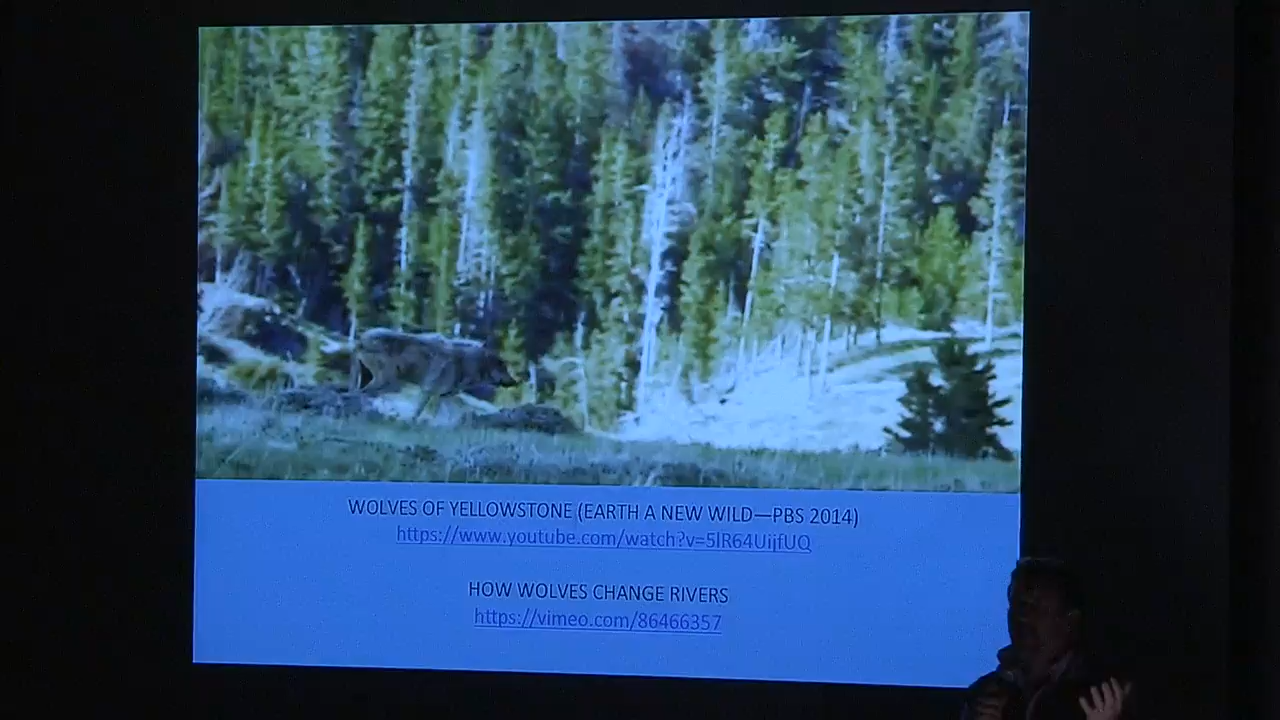 WOLVES OF YELLOWSTONE (EARTH A NEW WILD—PBS 2014)
https://www.youtube.com/watch?v=5lR64UijfUQ
HOW WOLVES CHANGE RIVERS
https://vimeo.com/86466357